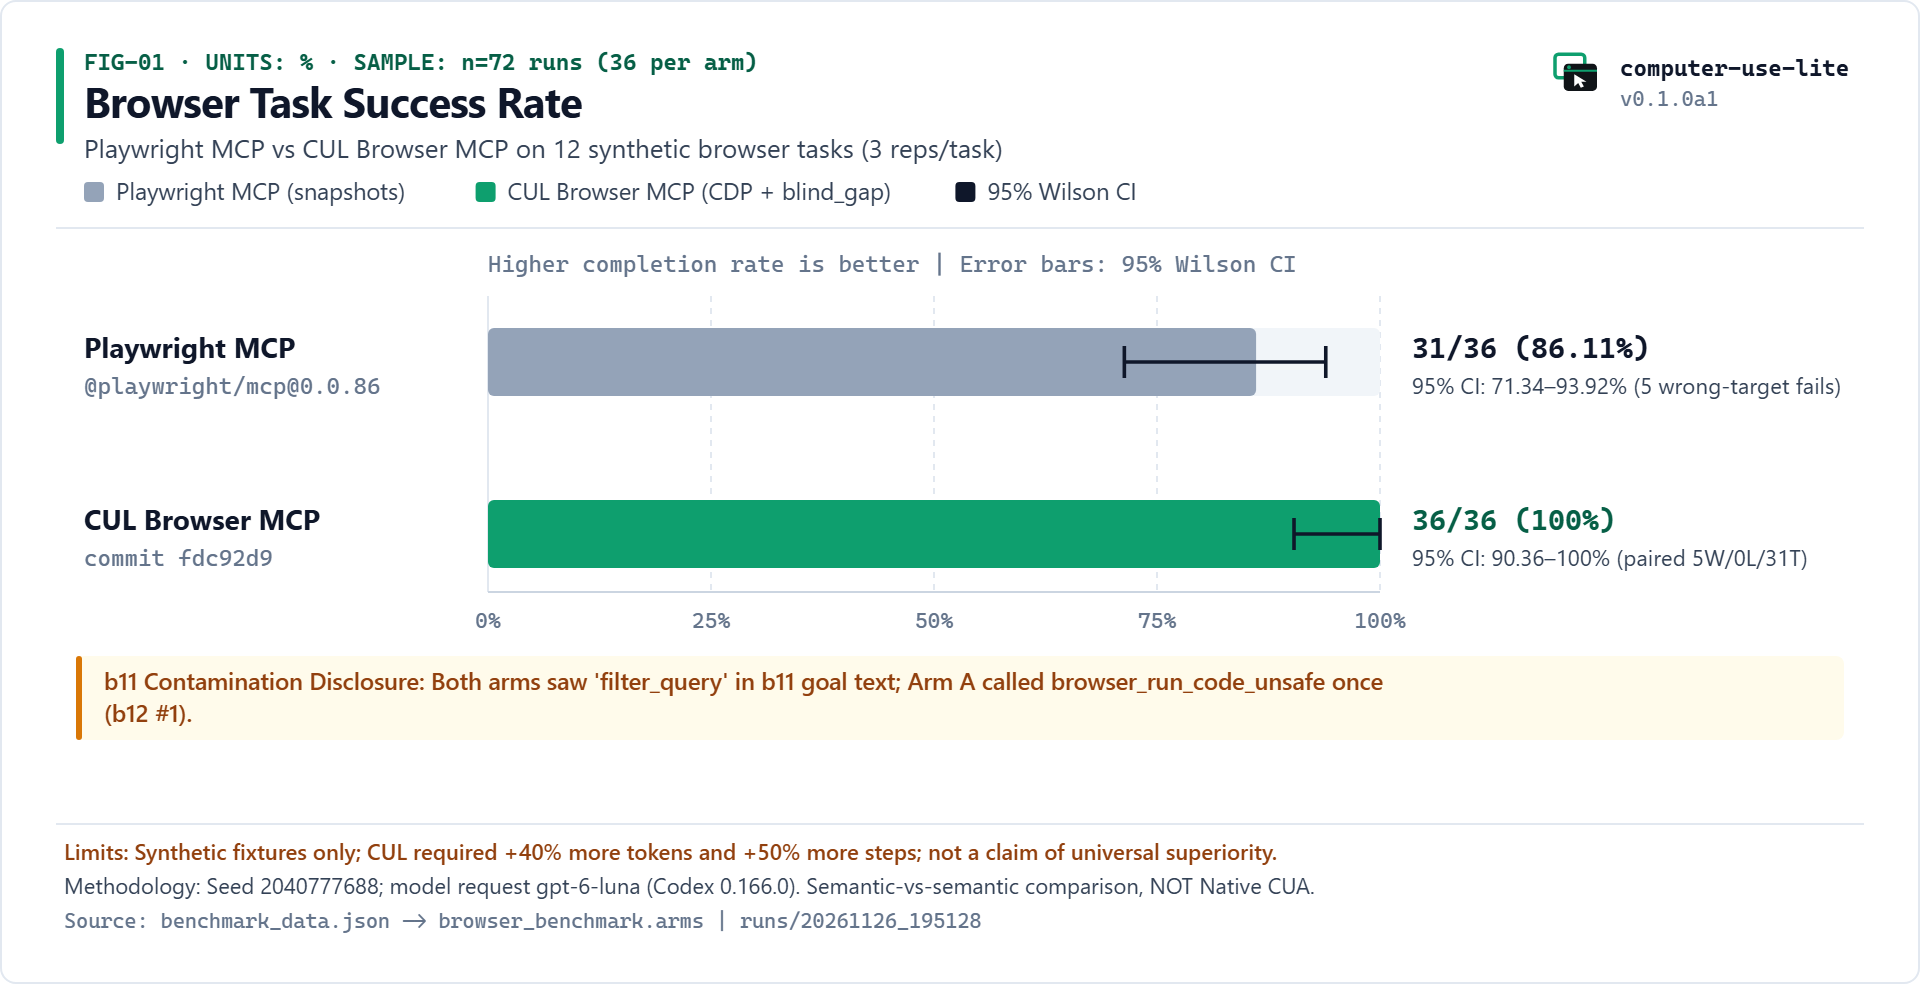 FIG-01 · UNITS: % · SAMPLE: n=72 runs (36 per arm)
Browser Task Success Rate
Playwright MCP vs CUL Browser MCP on 12 synthetic browser tasks (3 reps/task)
computer-use-lite
v0.1.0a1
Playwright MCP (snapshots)
CUL Browser MCP (CDP + blind_gap)
95% Wilson CI
Higher completion rate is better | Error bars: 95% Wilson CI
Playwright MCP
@playwright/mcp@0.0.86
31/36 (86.11%)
95% CI: 71.34–93.92% (5 wrong-target fails)
CUL Browser MCP
commit fdc92d9
36/36 (100%)
95% CI: 90.36–100% (paired 5W/0L/31T)
0%
25%
50%
75%
100%
b11 Contamination Disclosure: Both arms saw 'filter_query' in b11 goal text; Arm A called browser_run_code_unsafe once
(b12 #1).
Limits: Synthetic fixtures only; CUL required +40% more tokens and +50% more steps; not a claim of universal superiority.
Methodology: Seed 2040777688; model request gpt-6-luna (Codex 0.166.0). Semantic-vs-semantic comparison, NOT Native CUA.
Source: benchmark_data.json → browser_benchmark.arms | runs/20261126_195128